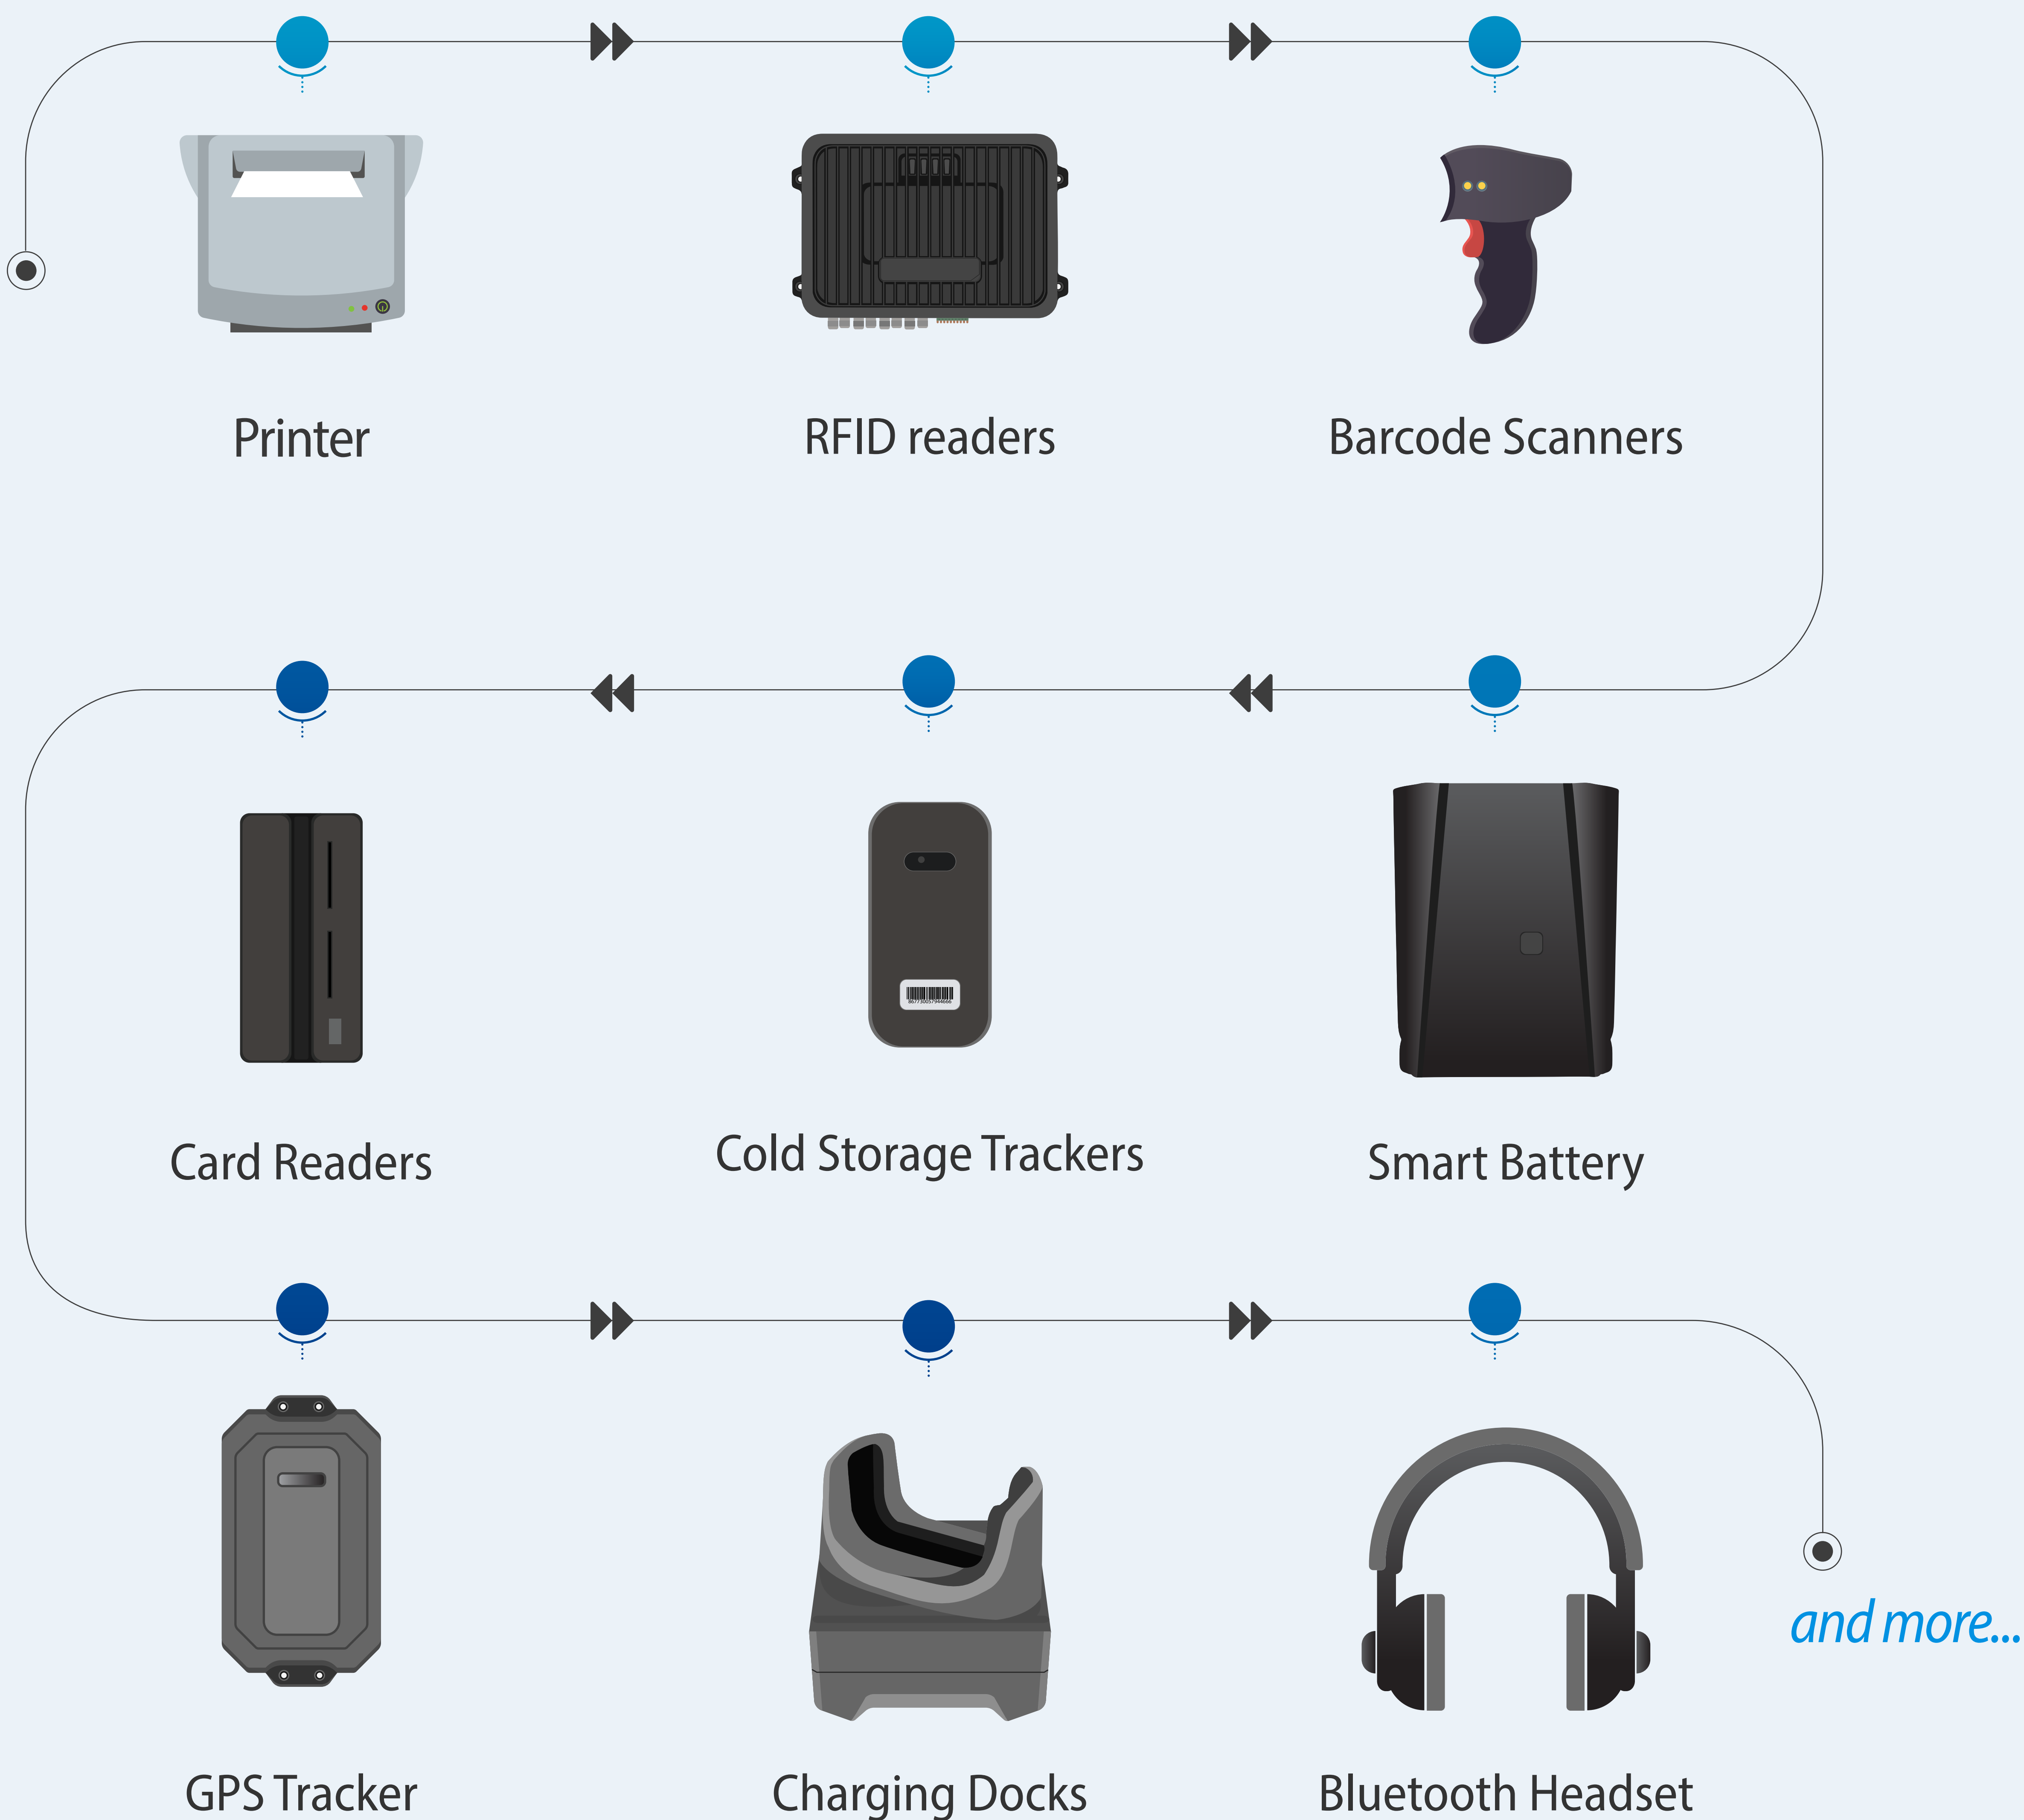 Printer
RFID readers
Barcode Scanners
Card Readers
Cold Storage Trackers
867730057944666
Smart Battery
GPS Tracker
Charging Docks
Bluetooth Headset
and more...